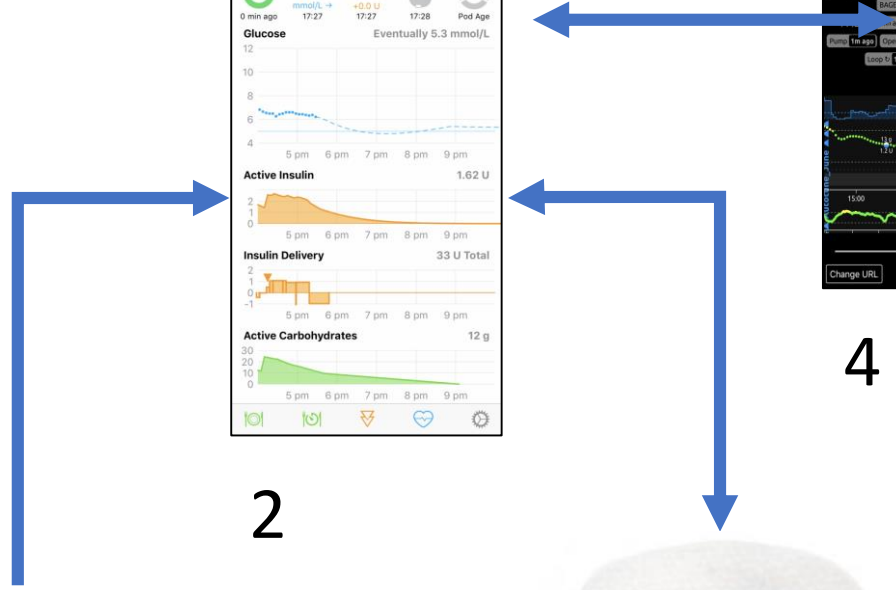 mmol/L → +0.0 U
0 min ago 17:27 17:27 17:28 Pod Age
Glucose Eventually 5.3 mmol/L
12
10
8
6
4
5 pm 6 pm 7 pm 8 pm 9 pm
Active Insulin 1.62 U
2
1
0
5 pm 6 pm 7 pm 8 pm 9 pm
Insulin Delivery 33 U Total
2
1
0
-1
5 pm 6 pm 7 pm 8 pm 9 pm
Active Carbohydrates 12 g
30
20
10
0
5 pm 6 pm 7 pm 8 pm 9 pm
2
BAGE
Pump 1m ago Ope
Loop ↻
13 g
1.2 U
15:00
Change URL
4